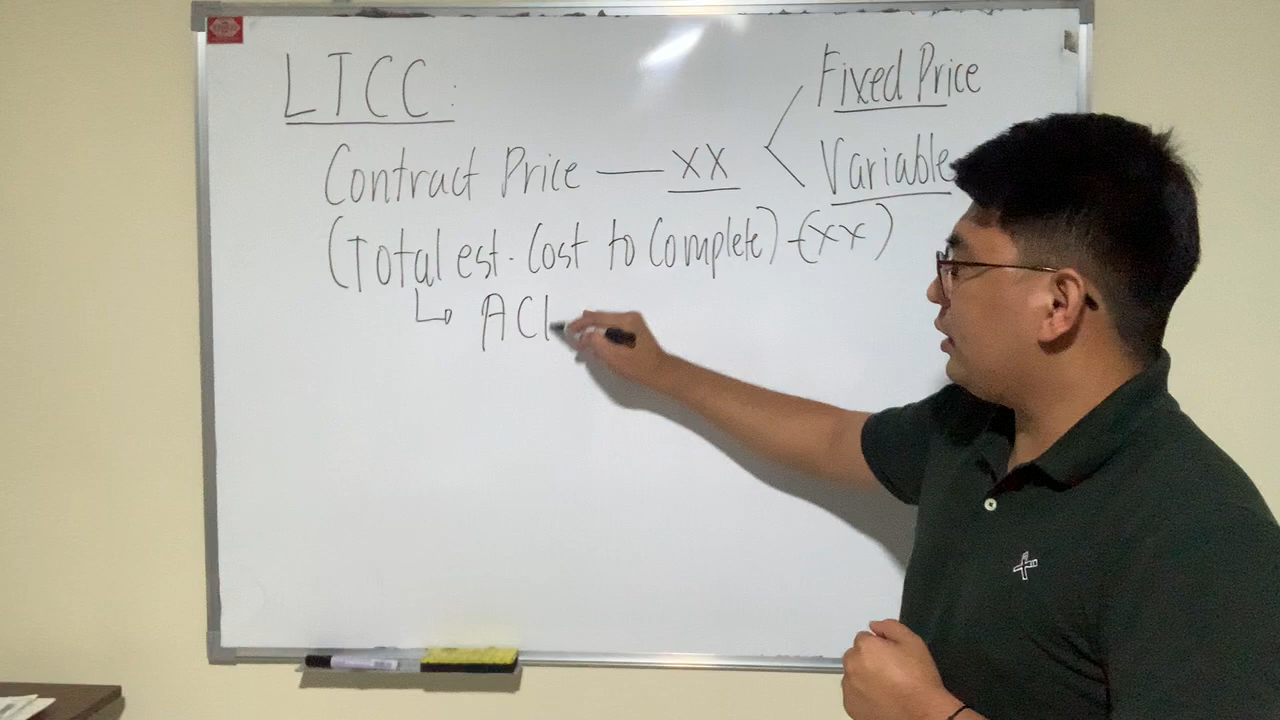 LTCC:
Contract Price — XX
Fixed Price
Variable
(Total est. Cost to Complete) - (XX)
ACI